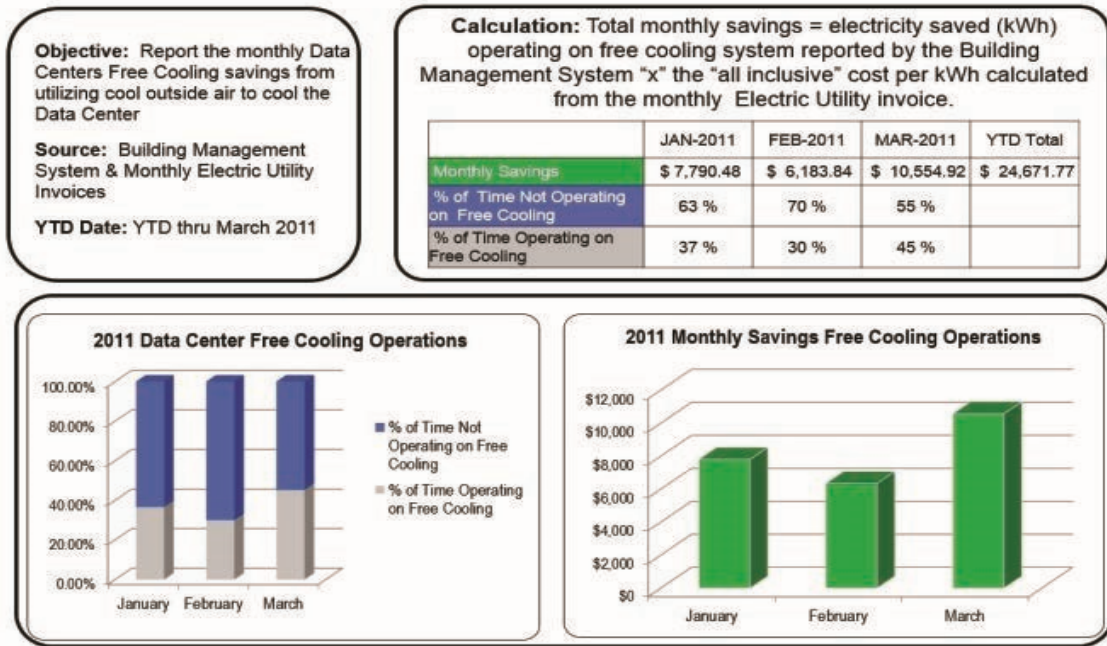 Objective: Report the monthly Data
Centers Free Cooling savings from
utilizing cool outside air to cool the
Data Center
Source: Building Management
System & Monthly Electric Utility
Invoices
YTD Date: YTD thru March 2011
Calculation: Total monthly savings = electricity saved (kWh)
operating on free cooling system reported by the Building
Management System “x” the “all inclusive” cost per kWh calculated
from the monthly Electric Utility invoice.
JAN-2011 FEB-2011 MAR-2011 YTD Total
Monthly Savings $ 7,790.48 $ 6,183.84 $ 10,554.92 $ 24,671.77
% of Time Not Operating
on Free Cooling 63 % 70 % 55 %
% of Time Operating on
Free Cooling 37 % 30 % 45 %
2011 Data Center Free Cooling Operations
100.00%
80.00%
60.00%
40.00%
20.00%
0.00%
January February March
% of Time Not
Operating on Free
Cooling
% of Time Operating
on Free Cooling
2011 Monthly Savings Free Cooling Operations
$12,000
$10,000
$8,000
$6,000
$4,000
$2,000
$0
January February March